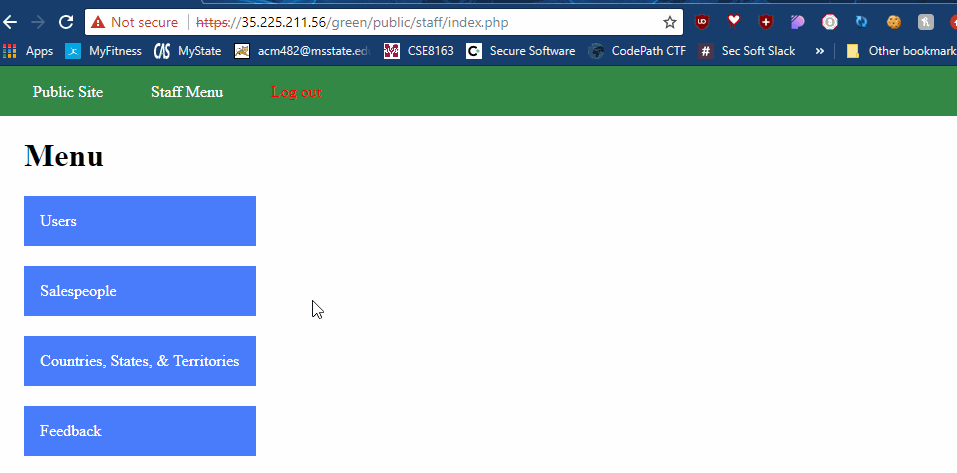 Not secure | https://35.225.211.56/green/public/staff/index.php
Apps MyFitness MyState acm482@msstate.edu CSE8163 Secure Software CodePath CTF Sec Soft Slack » Other bookmark
Public Site Staff Menu Log out
Menu
Users
Salespeople
Countries, States, & Territories
Feedback